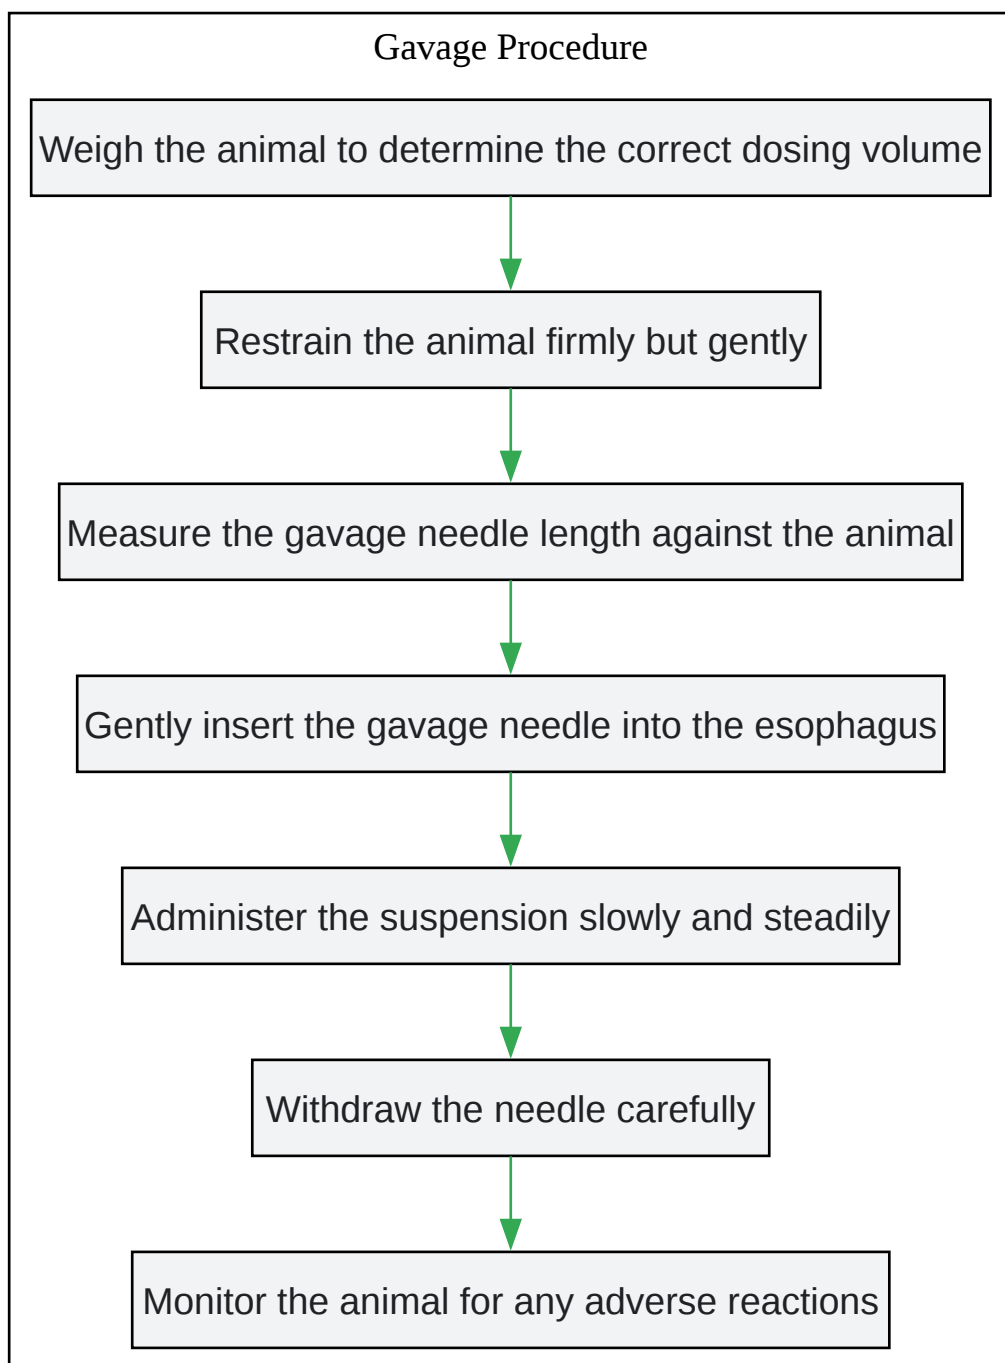 Gavage Procedure
Weigh the animal to determine the correct dosing volume
Restrain the animal firmly but gently
Measure the gavage needle length against the animal
Gently insert the gavage needle into the esophagus
Administer the suspension slowly and steadily
Withdraw the needle carefully
Monitor the animal for any adverse reactions